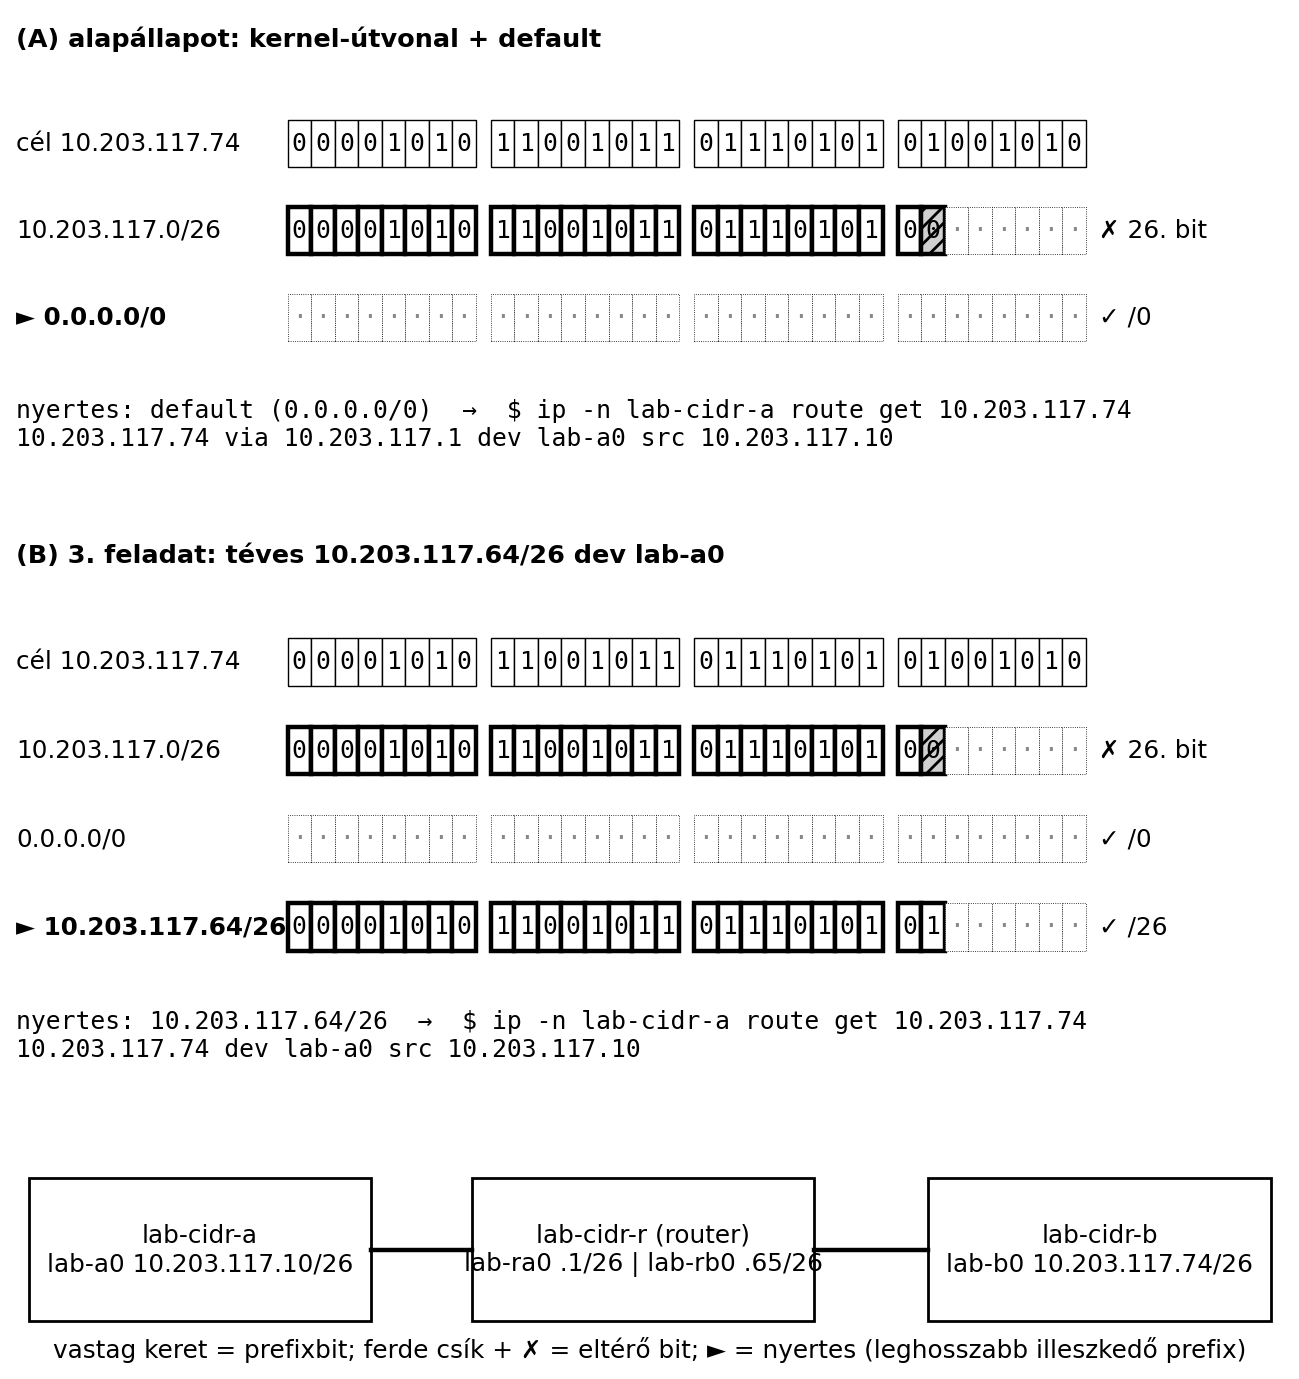 (A) alapállapot: kernel-útvonal + default
cél 10.203.117.74 0 0 0 0 1 0 1 0 1 1 0 0 1 0 1 1 0 1 1 1 0 1 0 1 0 1 0 0 1 0 1 0
10.203.117.0/26 0 0 0 0 1 0 1 0 1 1 0 0 1 0 1 1 0 1 1 1 0 1 0 1 0 0 · · · · · · ✗ 26. bit
► 0.0.0.0/0 · · · · · · · · · · · · · · · · · · · · · · · · · · · · · · · · ✓ /0
nyertes: default (0.0.0.0/0) → $ ip -n lab-cidr-a route get 10.203.117.74
10.203.117.74 via 10.203.117.1 dev lab-a0 src 10.203.117.10
(B) 3. feladat: téves 10.203.117.64/26 dev lab-a0
cél 10.203.117.74 0 0 0 0 1 0 1 0 1 1 0 0 1 0 1 1 0 1 1 1 0 1 0 1 0 1 0 0 1 0 1 0
10.203.117.0/26 0 0 0 0 1 0 1 0 1 1 0 0 1 0 1 1 0 1 1 1 0 1 0 1 0 0 · · · · · · ✗ 26. bit
0.0.0.0/0 · · · · · · · · · · · · · · · · · · · · · · · · · · · · · · · · ✓ /0
► 10.203.117.64/26 0 0 0 0 1 0 1 0 1 1 0 0 1 0 1 1 0 1 1 1 0 1 0 1 0 1 · · · · · · ✓ /26
nyertes: 10.203.117.64/26 → $ ip -n lab-cidr-a route get 10.203.117.74
10.203.117.74 dev lab-a0 src 10.203.117.10
lab-cidr-a
lab-a0 10.203.117.10/26
lab-cidr-r (router)
lab-ra0 .1/26 | lab-rb0 .65/26
lab-cidr-b
lab-b0 10.203.117.74/26
vastag keret = prefixbit; ferde csík + ✗ = eltérő bit; ► = nyertes (leghosszabb illeszkedő prefix)